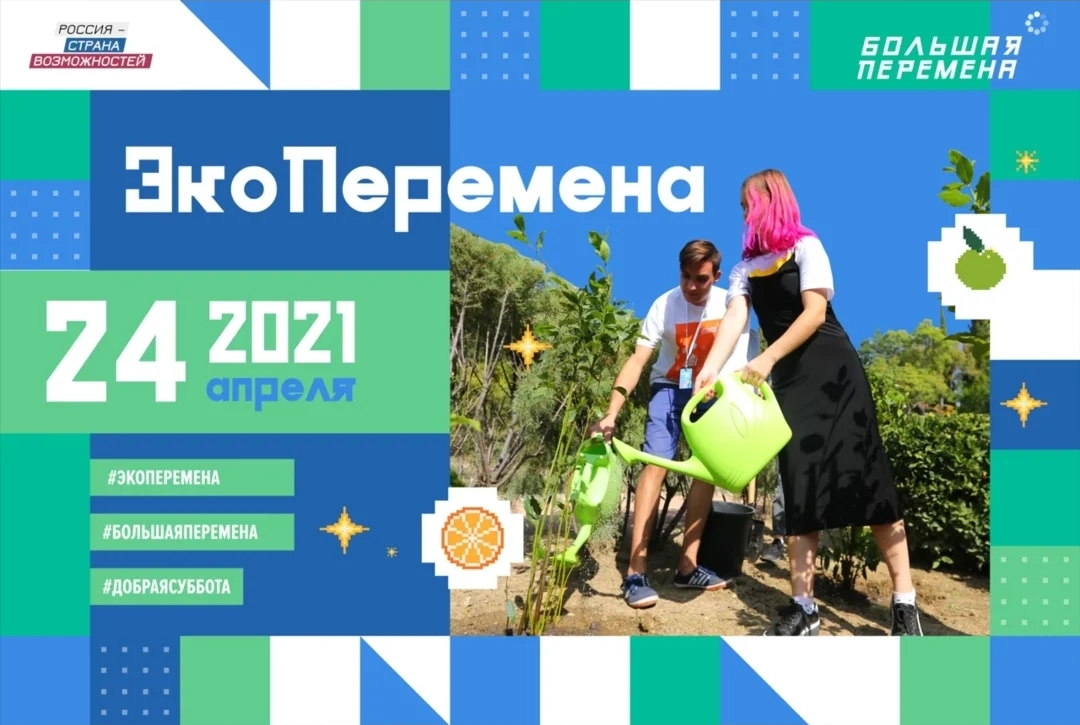 РОССИЯ –
СТРАНА
ВОЗМОЖНОСТЕЙ
БОЛЬШАЯ
ПЕРЕМЕНА
ЭкоПеремена
24 2021
апреля
#ЭКОПЕРЕМЕНА
#БОЛЬШАЯПЕРЕМЕНА
#ДОБРАЯСУББОТА